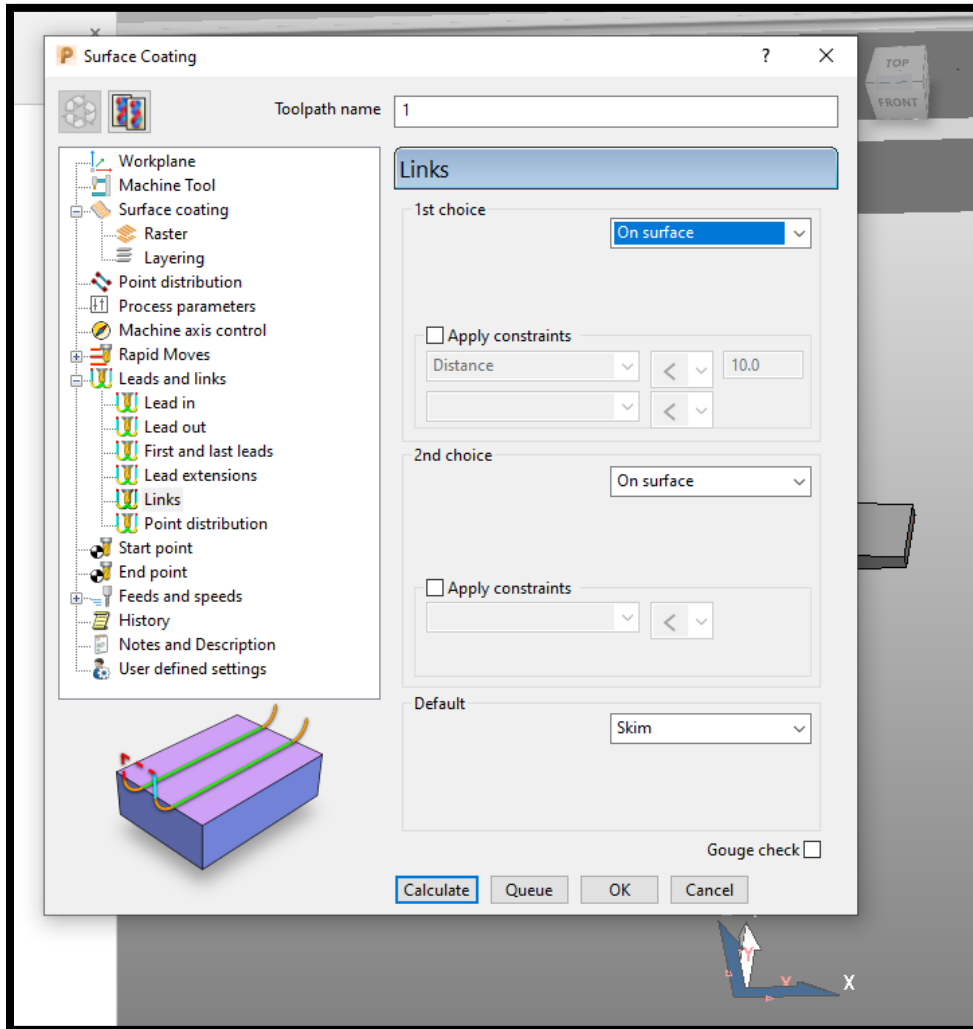 P Surface Coating ? ×
TOP
FRONT
Toolpath name 1
Workplane
Machine Tool
Surface coating
Raster
Layering
Point distribution
Process parameters
Machine axis control
Rapid Moves
Leads and links
Lead in
Lead out
First and last leads
Lead extensions
Links
Point distribution
Start point
End point
Feeds and speeds
History
Notes and Description
User defined settings
Links
1st choice
On surface
Apply constraints
Distance < 10.0
<
2nd choice
On surface
Apply constraints
<
Default
Skim
Gouge check
Calculate Queue OK Cancel
Y
X
X